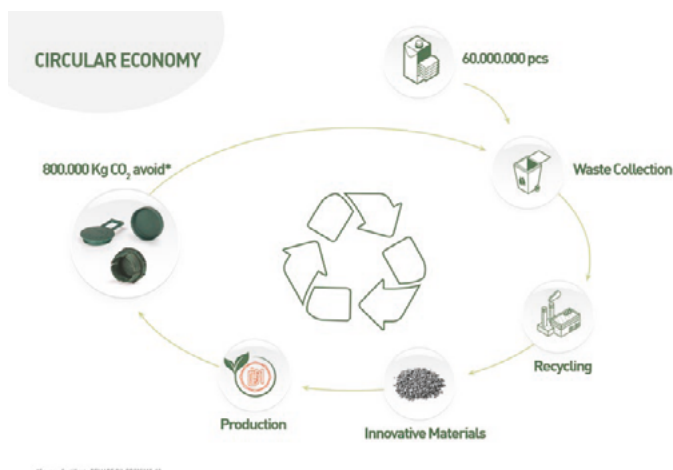 CIRCULAR ECONOMY
60.000.000 pcs
800.000 Kg CO₂ avoid*
Waste Collection
Recycling
Production
Innovative Materials